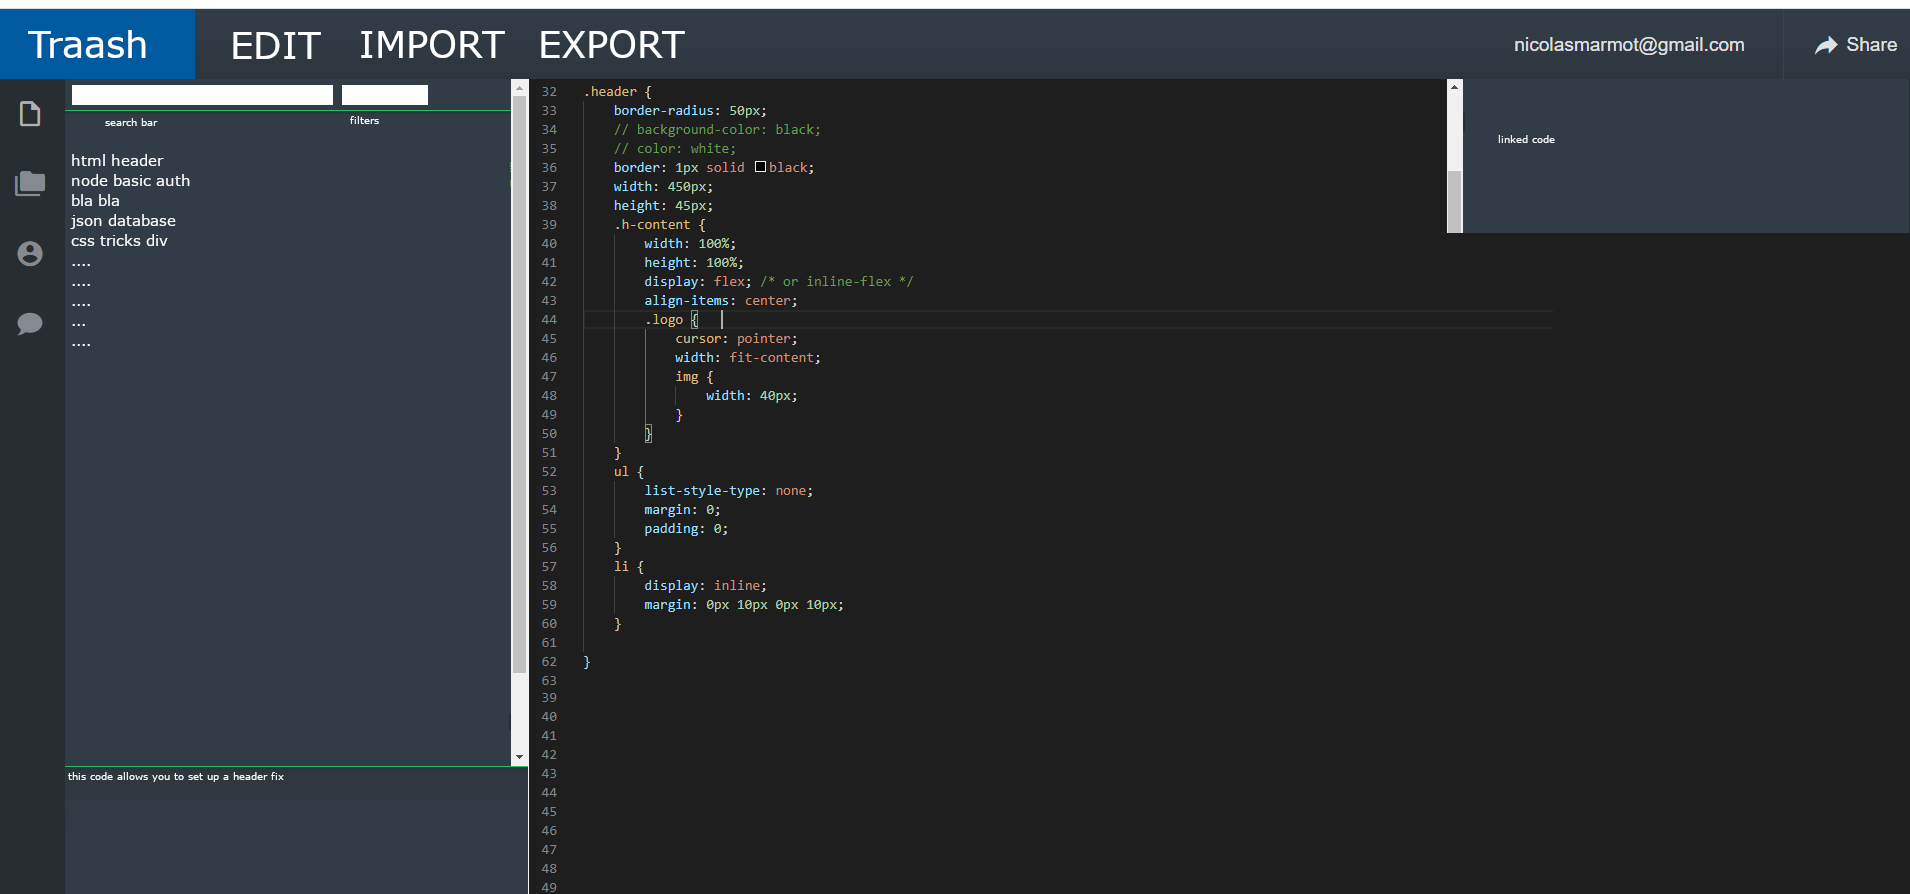 Traash EDIT IMPORT EXPORT nicolasmarmot@gmail.com Share
search bar filters
html header
node basic auth
bla bla
json database
css tricks div
....
....
....
...
....
this code allows you to set up a header fix
32 .header {
33 border-radius: 50px;
34 // background-color: black;
35 // color: white;
36 border: 1px solid black;
37 width: 450px;
38 height: 45px;
39 .h-content {
40 width: 100%;
41 height: 100%;
42 display: flex; /* or inline-flex */
43 align-items: center;
44 .logo {
45 cursor: pointer;
46 width: fit-content;
47 img {
48 width: 40px;
49 }
50 }
51 }
52 ul {
53 list-style-type: none;
54 margin: 0;
55 padding: 0;
56 }
57 li {
58 display: inline;
59 margin: 0px 10px 0px 10px;
60 }
61
62 }
63
39
40
41
42
43
44
45
46
47
48
49
linked code